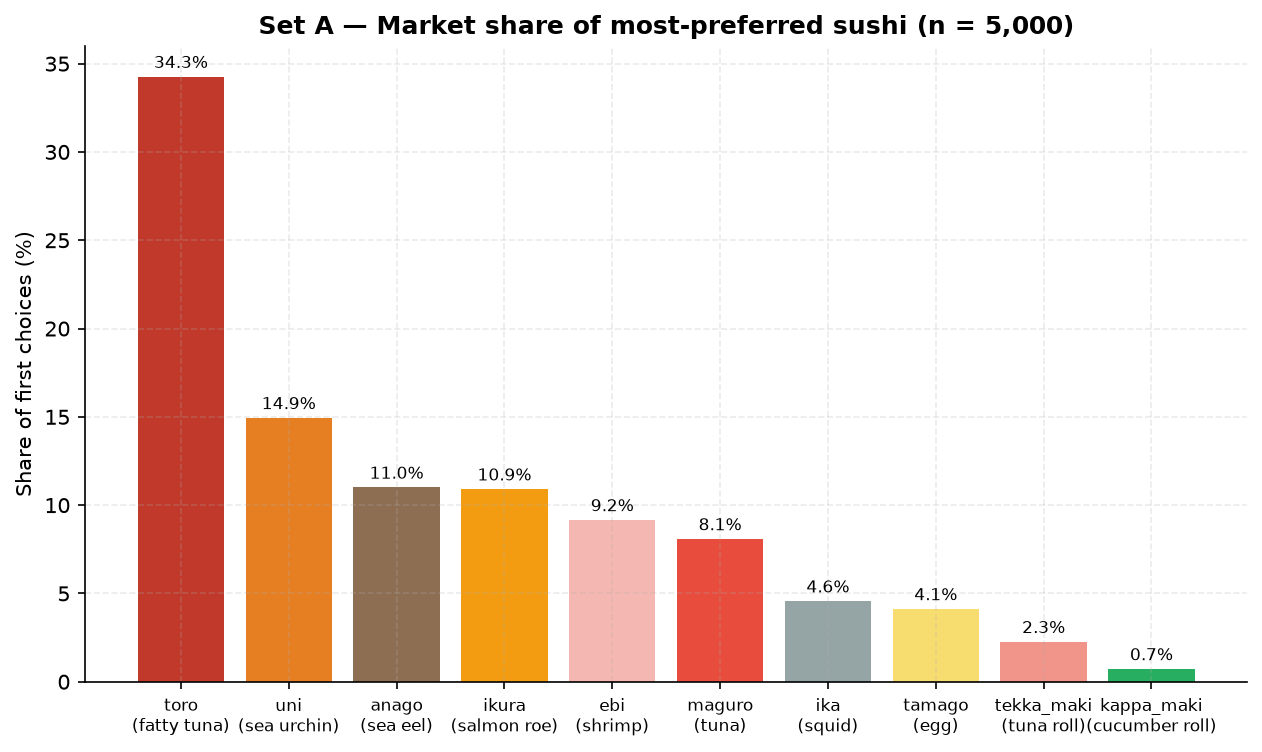 Set A — Market share of most-preferred sushi (n = 5,000)
Share of first choices (%)
35
30
25
20
15
10
5
0
34.3%
14.9%
11.0%
10.9%
9.2%
8.1%
4.6%
4.1%
2.3%
0.7%
toro
(fatty tuna)
uni
(sea urchin)
anago
(sea eel)
ikura
(salmon roe)
ebi
(shrimp)
maguro
(tuna)
ika
(squid)
tamago
(egg)
tekka_maki
(tuna roll)
kappa_maki
(cucumber roll)